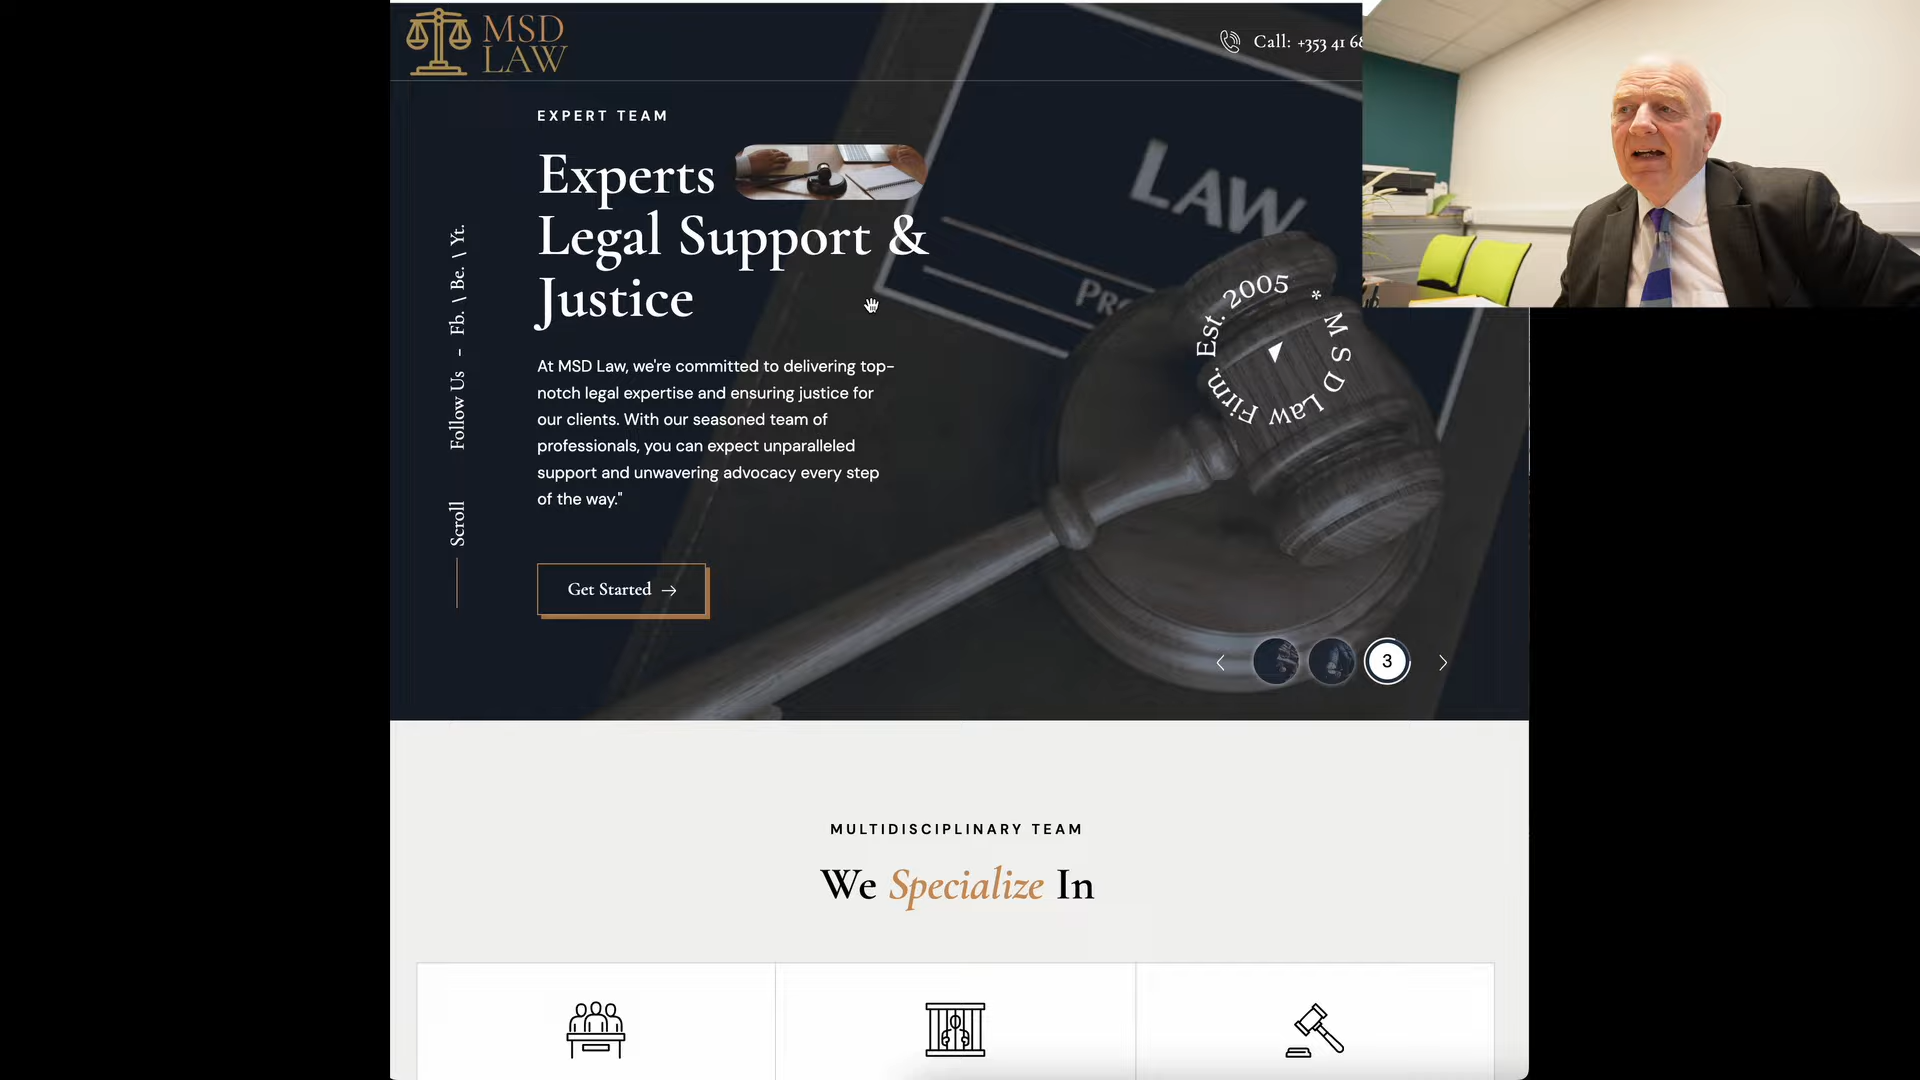 MSD
LAW
Call: +353 41 68
EXPERT TEAM
Experts
Legal Support &
Justice
At MSD Law, we're committed to delivering top-
notch legal expertise and ensuring justice for
our clients. With our seasoned team of
professionals, you can expect unparalleled
support and unwavering advocacy every step
of the way."
Get Started
Follow Us – Fb. \ Be. \ Yt.
Scroll
LAW
Est. 2005 * MSD Law Firm.
3
MULTIDISCIPLINARY TEAM
We Specialize In